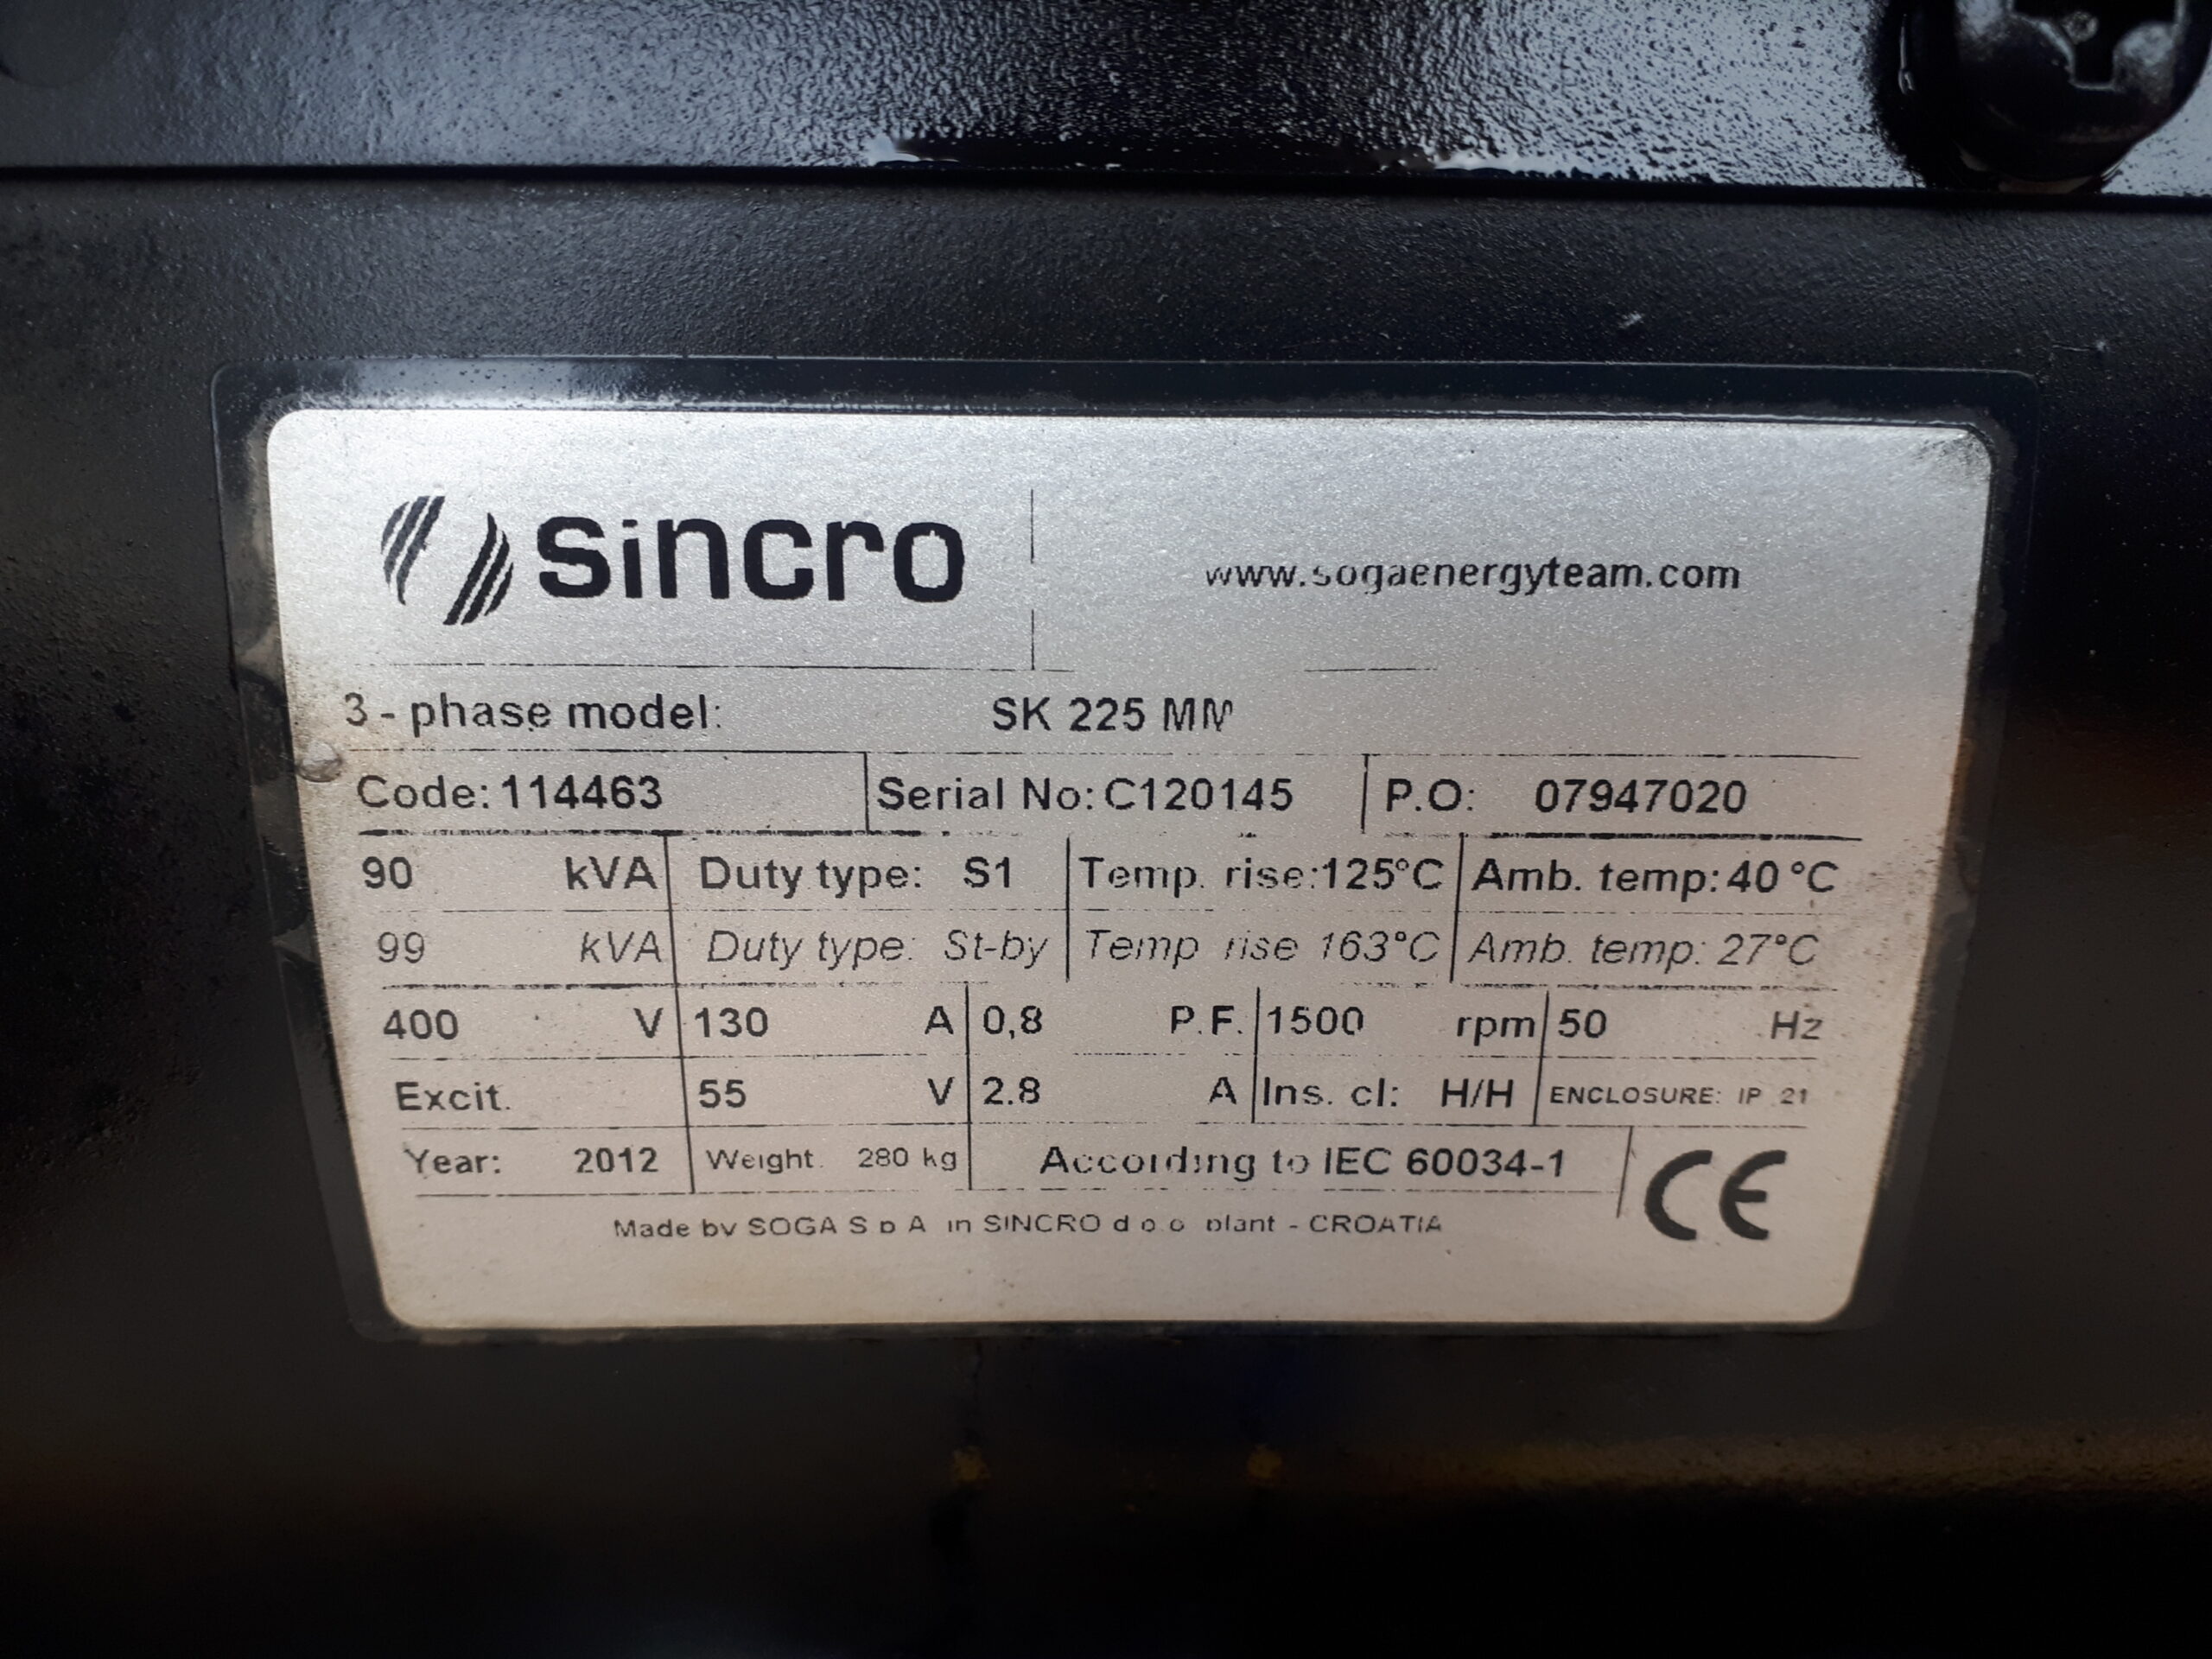 sincro
www.sogaenergyteam.com
3 - phase model: SK 225 MM
Code: 114463 Serial No: C120145 P.O: 07947020
90 kVA Duty type: S1 Temp. rise:125°C Amb. temp: 40 °C
99 kVA Duty type: St-by Temp rise 163°C Amb. temp: 27°C
400 V 130 A 0,8 P.F. 1500 rpm 50 Hz
Excit. 55 V 2.8 A Ins. cl: H/H ENCLOSURE: IP 21
Year: 2012 Weight. 280 kg According to IEC 60034-1 CE
Made by SOGA S p A in SINCRO d o o plant - CROATIA